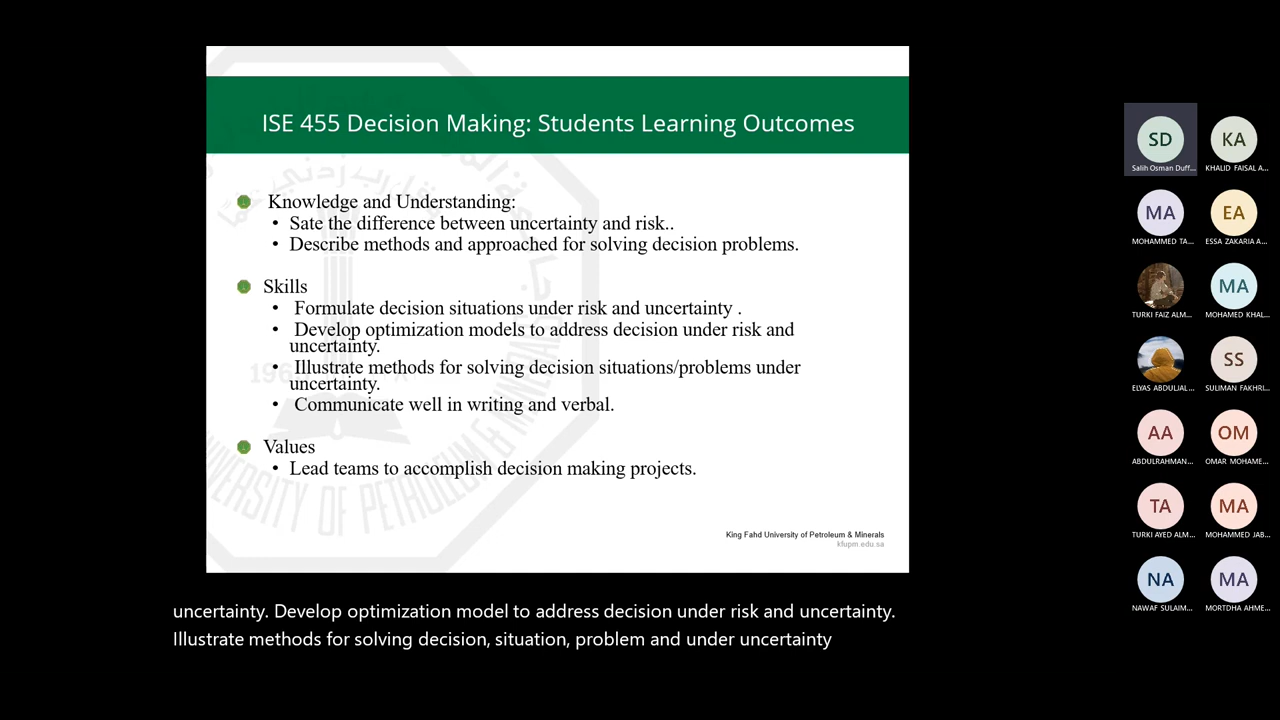 ISE 455 Decision Making: Students Learning Outcomes
Knowledge and Understanding:
• Sate the difference between uncertainty and risk..
• Describe methods and approached for solving decision problems.
Skills
• Formulate decision situations under risk and uncertainty .
• Develop optimization models to address decision under risk and
uncertainty.
• Illustrate methods for solving decision situations/problems under
uncertainty.
• Communicate well in writing and verbal.
Values
• Lead teams to accomplish decision making projects.
King Fahd University of Petroleum & Minerals
kfupm.edu.sa
uncertainty. Develop optimization model to address decision under risk and uncertainty.
Illustrate methods for solving decision, situation, problem and under uncertainty
SD
Salih Osman Duff...
KA
KHALID FAISAL A...
MA
MOHAMMED TA...
EA
ESSA ZAKARIA A...
TURKI FAIZ ALM...
MA
MOHAMED KHAL...
ELYAS ABDULJAL...
SS
SULIMAN FAKHRI...
AA
ABDULRAHMAN...
OM
OMAR MOHAME...
TA
TURKI AYED ALM...
MA
MOHAMMED JAB...
NA
NAWAF SULAIM...
MA
MORTDHA AHME...
UNIVERSITY OF PETROLEUM & MINERALS